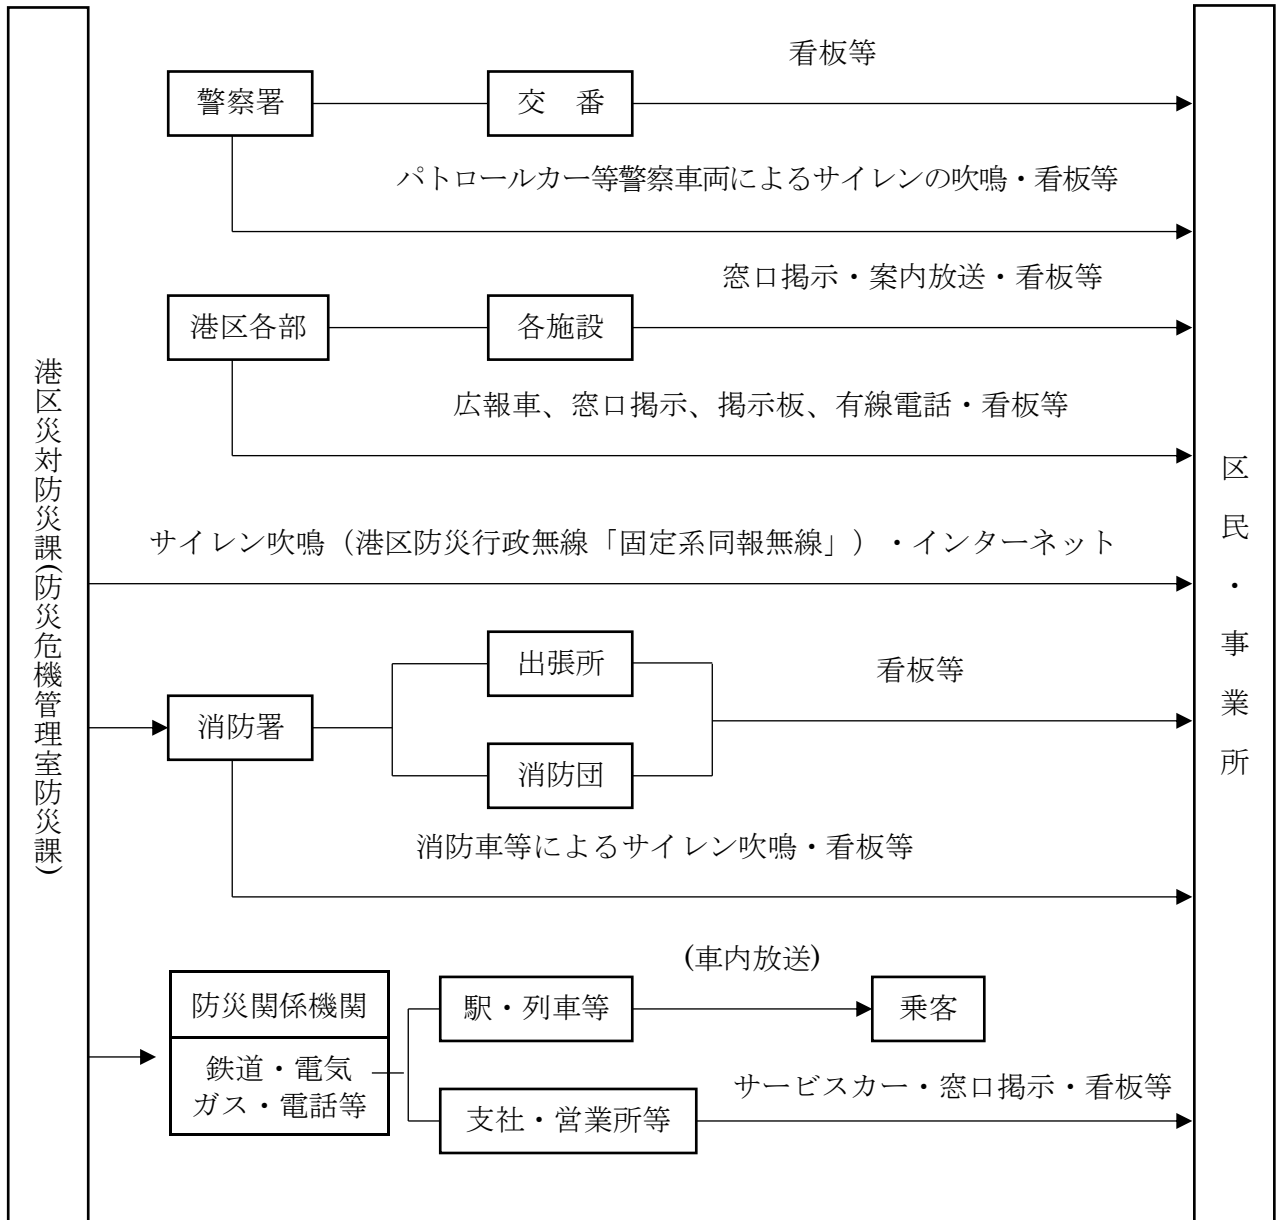 港区災対防災課(防災危機管理室防災課)
看板等
警察署
交　番
パトロールカー等警察車両によるサイレンの吹鳴・看板等
窓口掲示・案内放送・看板等
港区各部
各施設
広報車、窓口掲示、掲示板、有線電話・看板等
サイレン吹鳴（港区防災行政無線「固定系同報無線」）・インターネット
出張所
看板等
消防署
消防団
消防車等によるサイレン吹鳴・看板等
(車内放送)
防災関係機関
駅・列車等
乗客
鉄道・電気
ガス・電話等
サービスカー・窓口掲示・看板等
支社・営業所等
区民・事業所